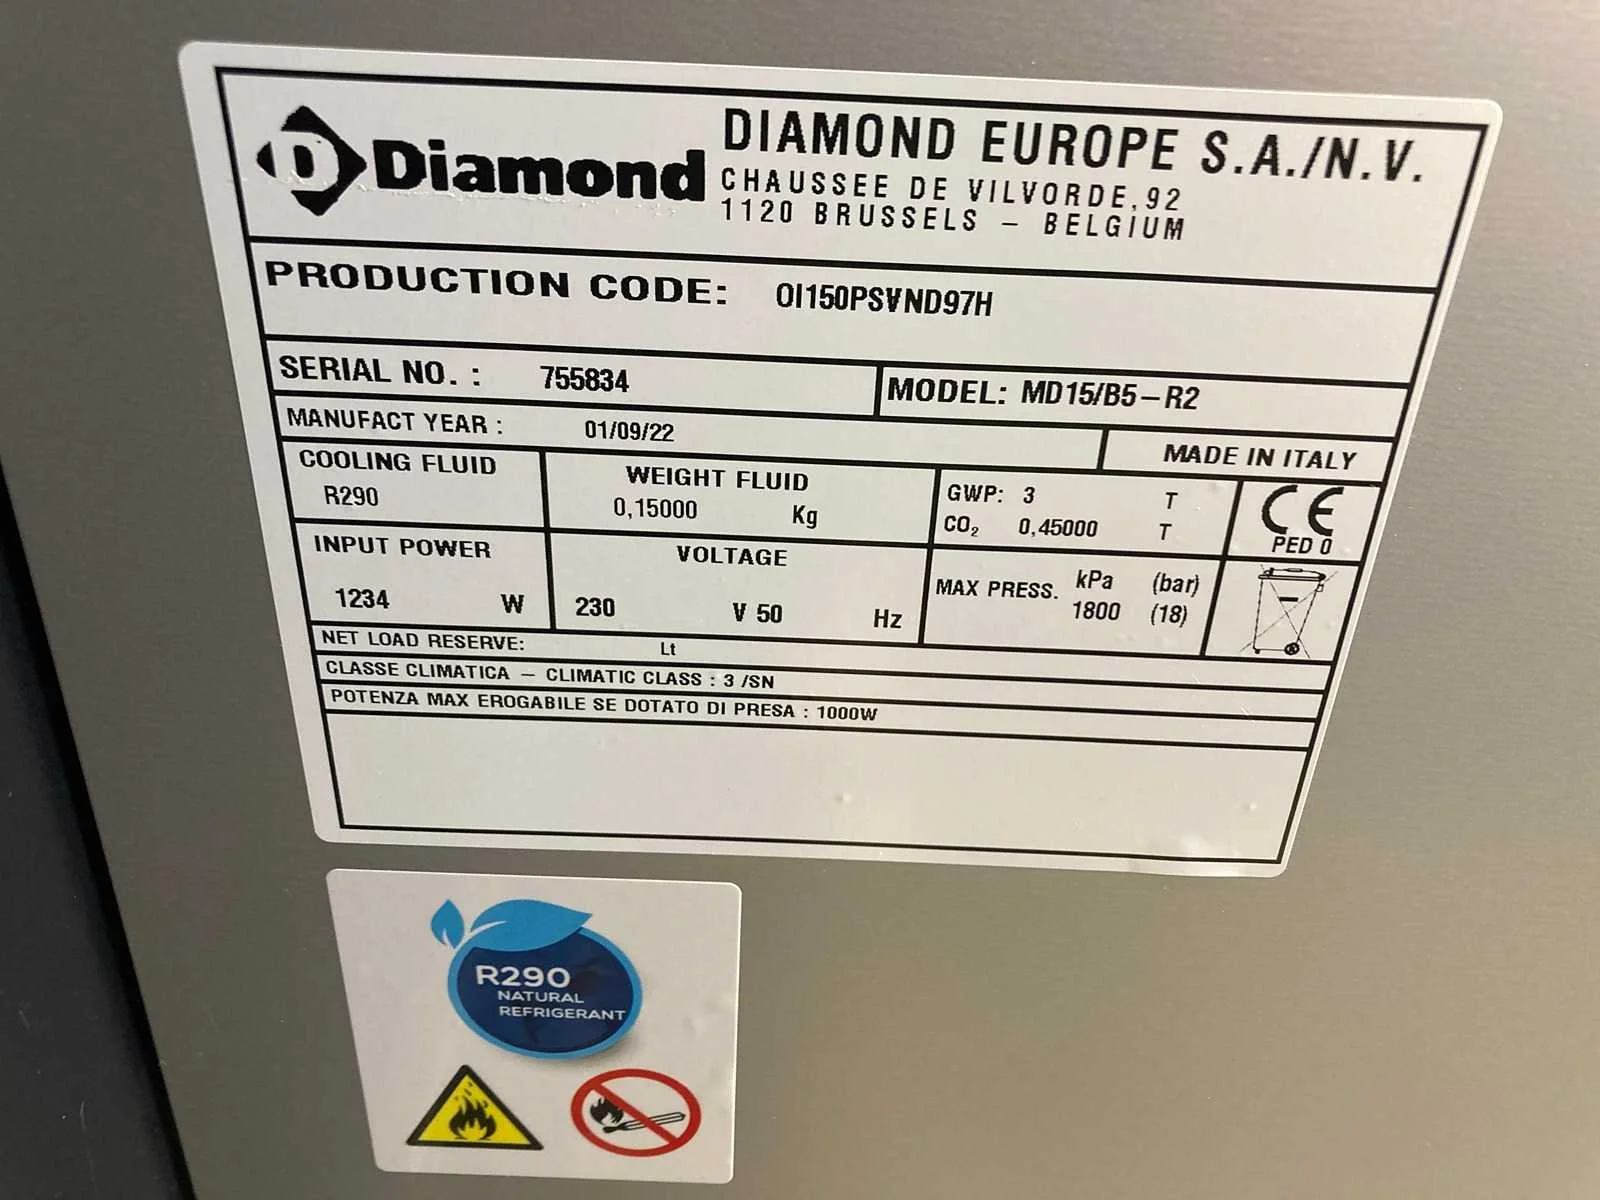 Diamond
DIAMOND EUROPE S.A./N.V.
CHAUSSEE DE VILVORDE,92
1120 BRUSSELS – BELGIUM
PRODUCTION CODE: OI150PSVND97H
SERIAL NO. : 755834
MODEL: MD15/B5-R2
MANUFACT YEAR : 01/09/22
MADE IN ITALY
COOLING FLUID
R290
WEIGHT FLUID
0,15000 Kg
GWP: 3 T
CO₂ 0,45000 T
CE
PED 0
INPUT POWER
1234 W
VOLTAGE
230 V 50 Hz
MAX PRESS. kPa (bar)
1800 (18)
NET LOAD RESERVE: Lt
CLASSE CLIMATICA – CLIMATIC CLASS : 3 /SN
POTENZA MAX EROGABILE SE DOTATO DI PRESA : 1000W
R290
NATURAL
REFRIGERANT